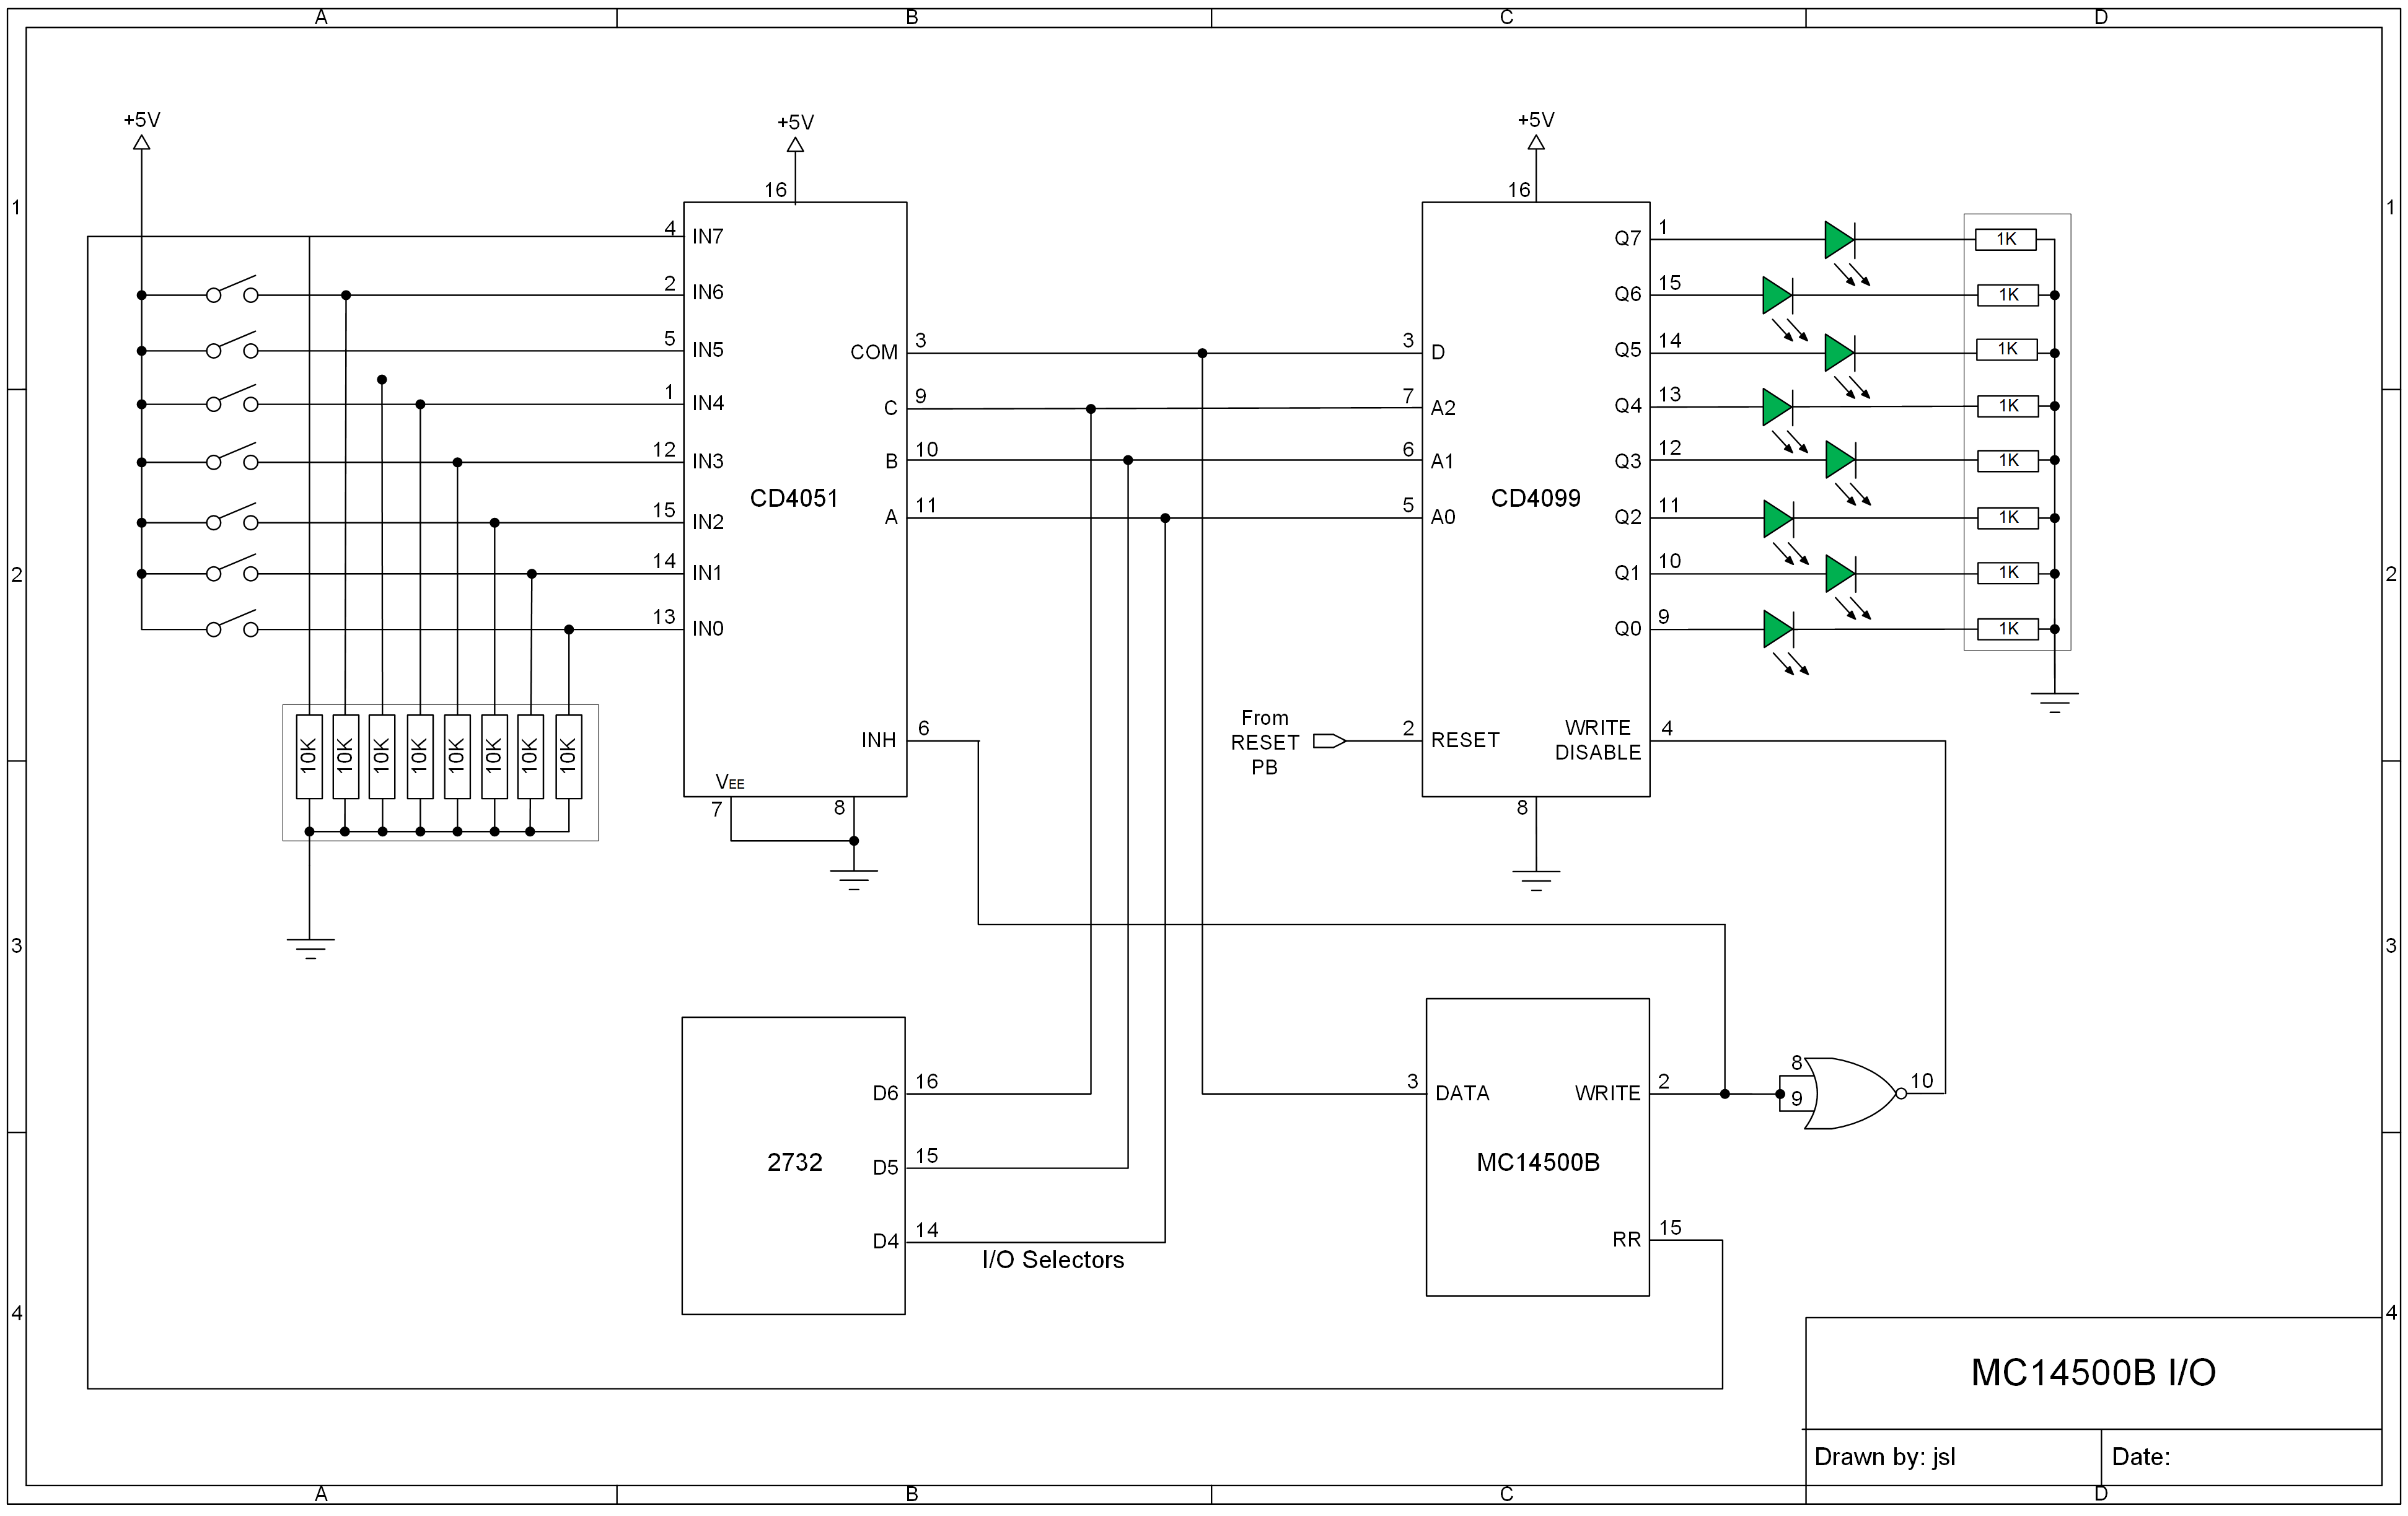 A B C D
+5V +5V +5V
16 16
1 1
4 IN7 Q7 1 1K
2 IN6 Q6 15 1K
5 IN5 COM 3 3 D Q5 14 1K
1 IN4 C 9 7 A2 Q4 13 1K
12 IN3 B 10 6 A1 Q3 12 1K
CD4051 CD4099
15 IN2 A 11 5 A0 Q2 11 1K
2 14 IN1 Q1 10 1K 2
13 IN0 Q0 9 1K
From
RESET
PB
2 RESET
WRITE
DISABLE
4
INH 6
10K 10K 10K 10K 10K 10K 10K 10K
VEE
7 8 8
3 3
D6 16 3 DATA WRITE 2 8 9 10
2732 MC14500B
D5 15
D4 14 RR 15
I/O Selectors
4 4
MC14500B I/O
Drawn by: jsl Date:
A B C D